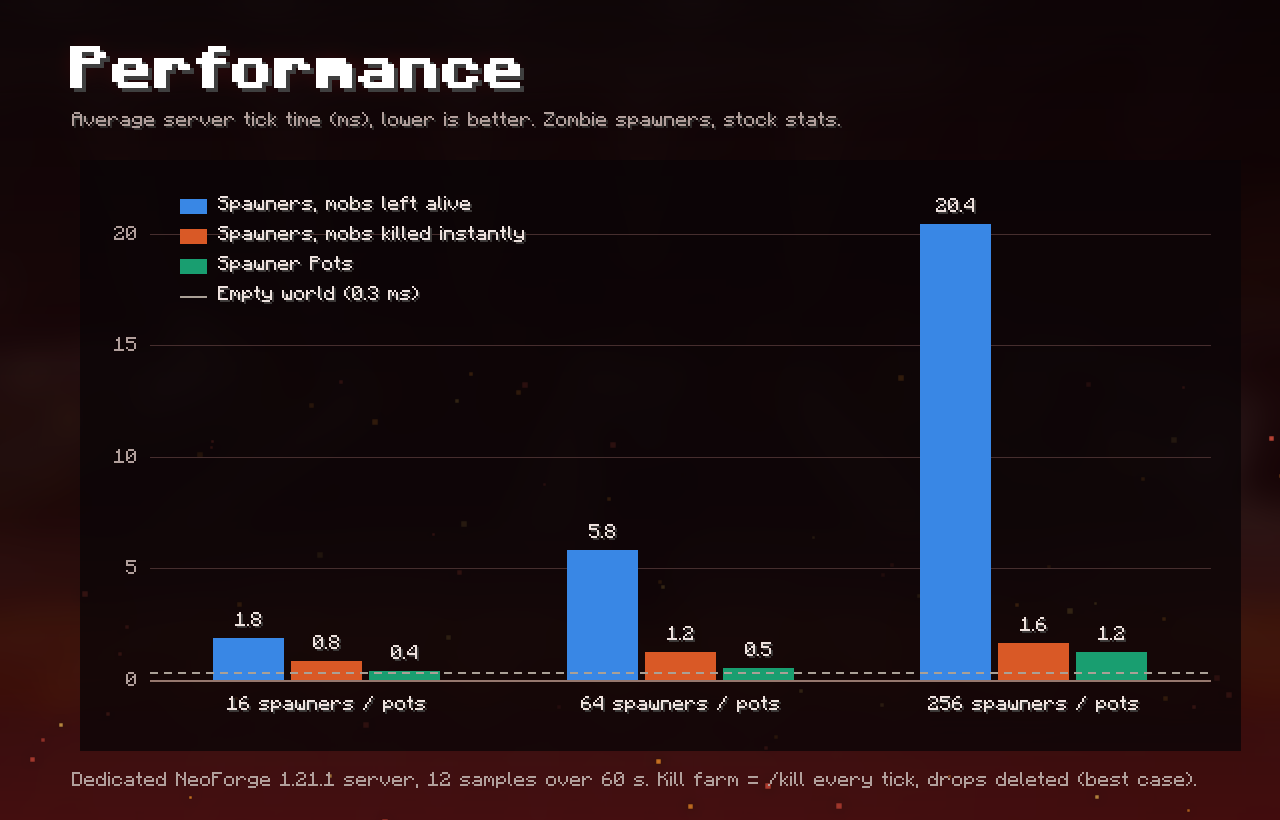 Performance
Average server tick time (ms), lower is better. Zombie spawners, stock stats.
Spawners, mobs left alive
Spawners, mobs killed instantly
Spawner Pots
Empty world (0.3 ms)
20
15
10
5
0
1.8
0.8
0.4
5.8
1.2
0.5
20.4
1.6
1.2
16 spawners / pots
64 spawners / pots
256 spawners / pots
Dedicated NeoForge 1.21.1 server, 12 samples over 60 s. Kill farm = /kill every tick, drops deleted (best case).